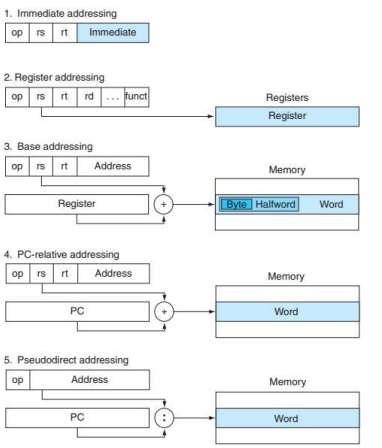 1. Immediate addressing
op rs rt Immediate
2. Register addressing
op rs rt rd ... funct
Registers
Register
3. Base addressing
op rs rt Address
Memory
Register + Byte Halfword Word
4. PC-relative addressing
op rs rt Address
Memory
PC + Word
5. Pseudodirect addressing
op Address
Memory
PC : Word